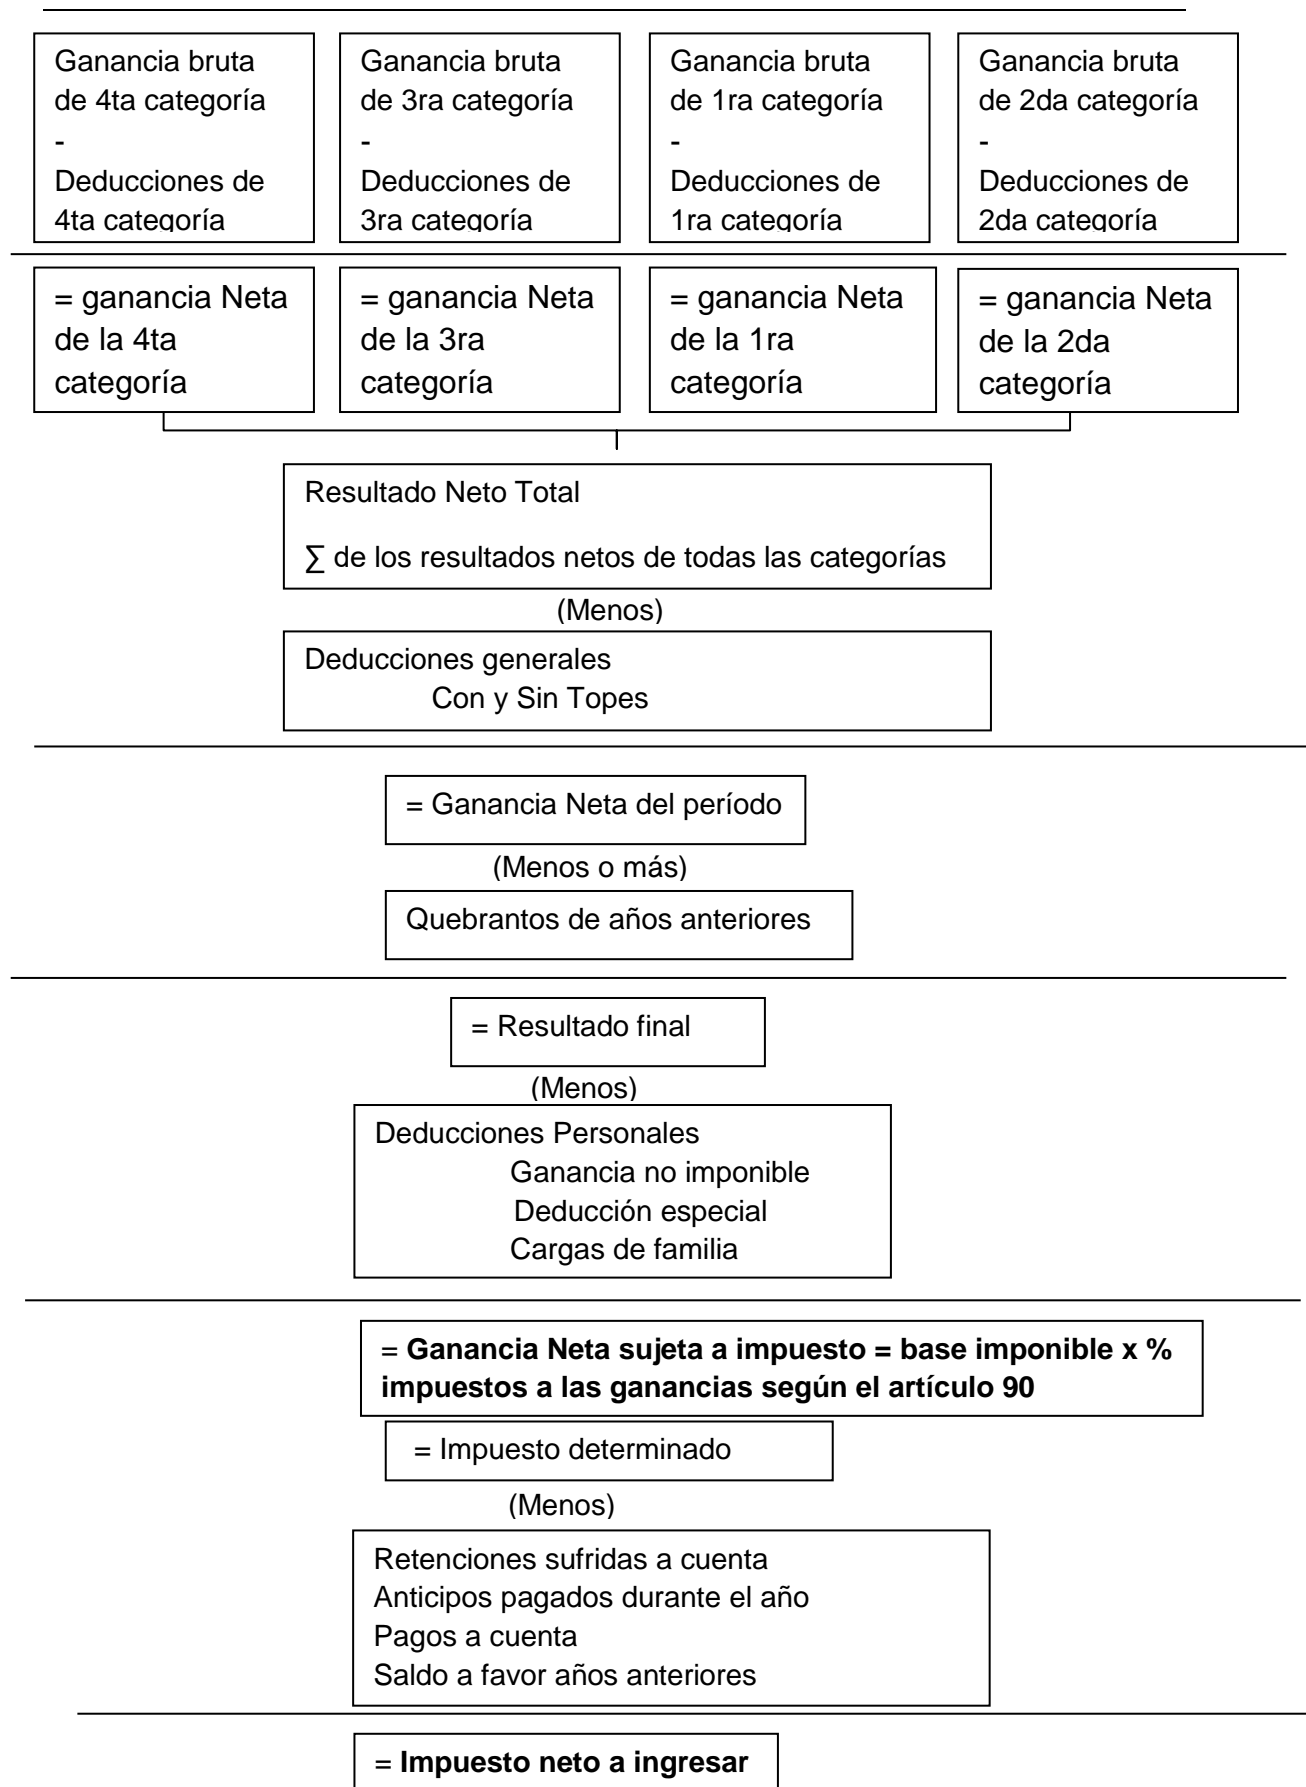 Ganancia bruta
de 4ta categoría
-
Deducciones de
4ta categoría
Ganancia bruta
de 3ra categoría
-
Deducciones de
3ra categoría
Ganancia bruta
de 1ra categoría
-
Deducciones de
1ra categoría
Ganancia bruta
de 2da categoría
-
Deducciones de
2da categoría
= ganancia Neta
de la 4ta
categoría
= ganancia Neta
de la 3ra
categoría
= ganancia Neta
de la 1ra
categoría
= ganancia Neta
de la 2da
categoría
Resultado Neto Total
∑ de los resultados netos de todas las categorías
(Menos)
Deducciones generales
Con y Sin Topes
= Ganancia Neta del período
(Menos o más)
Quebrantos de años anteriores
= Resultado final
(Menos)
Deducciones Personales
Ganancia no imponible
Deducción especial
Cargas de familia
= Ganancia Neta sujeta a impuesto = base imponible x %
impuestos a las ganancias según el artículo 90
= Impuesto determinado
(Menos)
Retenciones sufridas a cuenta
Anticipos pagados durante el año
Pagos a cuenta
Saldo a favor años anteriores
= Impuesto neto a ingresar